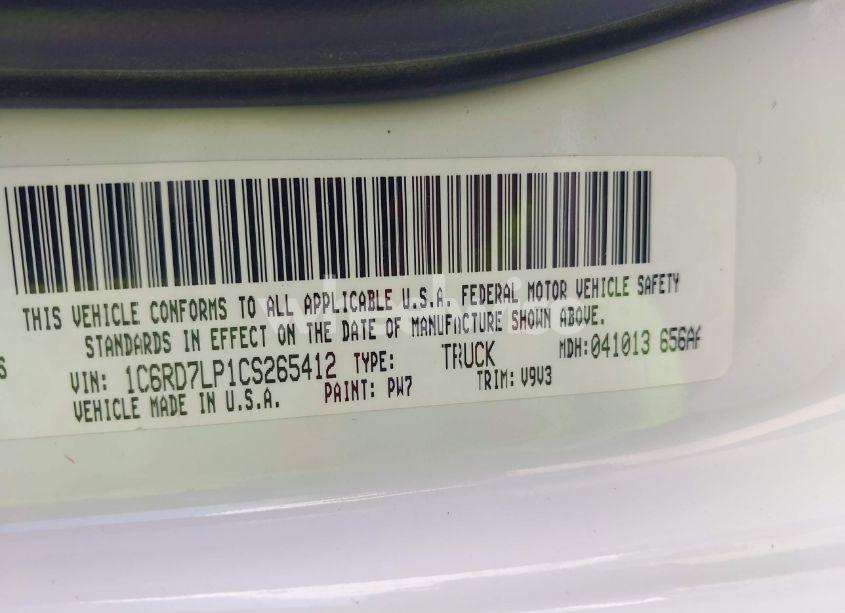 THIS VEHICLE CONFORMS TO ALL APPLICABLE U.S.A. FEDERAL MOTOR VEHICLE SAFETY
STANDARDS IN EFFECT ON THE DATE OF MANUFACTURE SHOWN ABOVE.
VIN: 1C6RD7LP1CS265412 TYPE: TRUCK MDH:041013 656AA
VEHICLE MADE IN U.S.A. PAINT: PW7 TRIM: V9V3